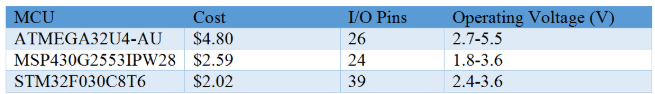 MCU Cost I/O Pins Operating Voltage (V)
ATMEGA32U4-AU $4.80 26 2.7-5.5
MSP430G2553IPW28 $2.59 24 1.8-3.6
STM32F030C8T6 $2.02 39 2.4-3.6